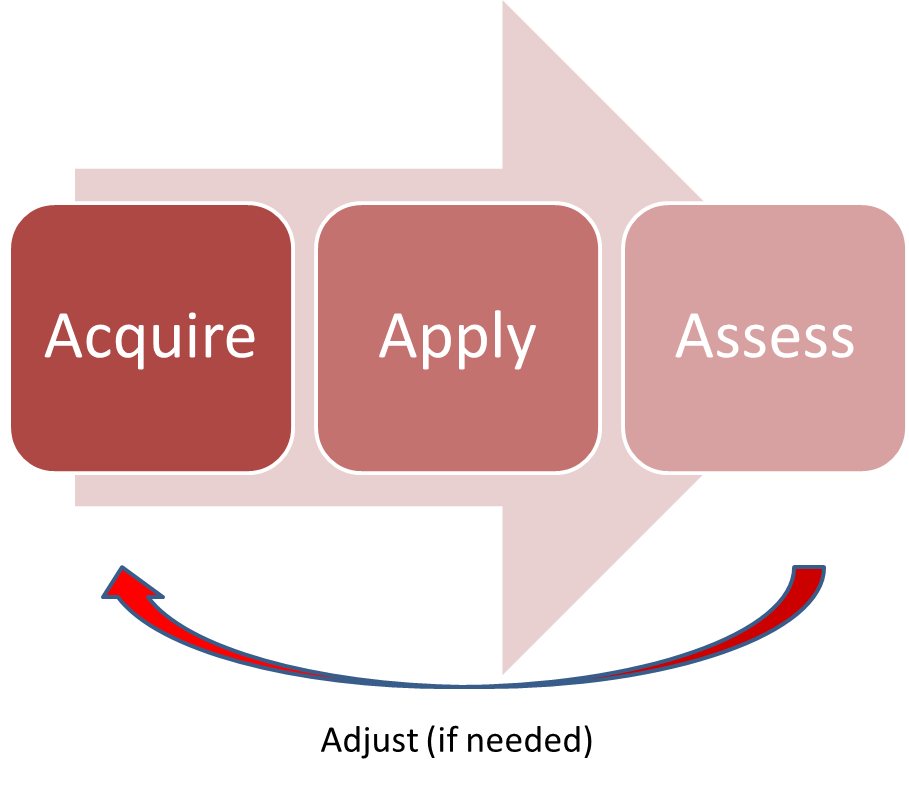 Acquire
Apply
Assess
Adjust (if needed)